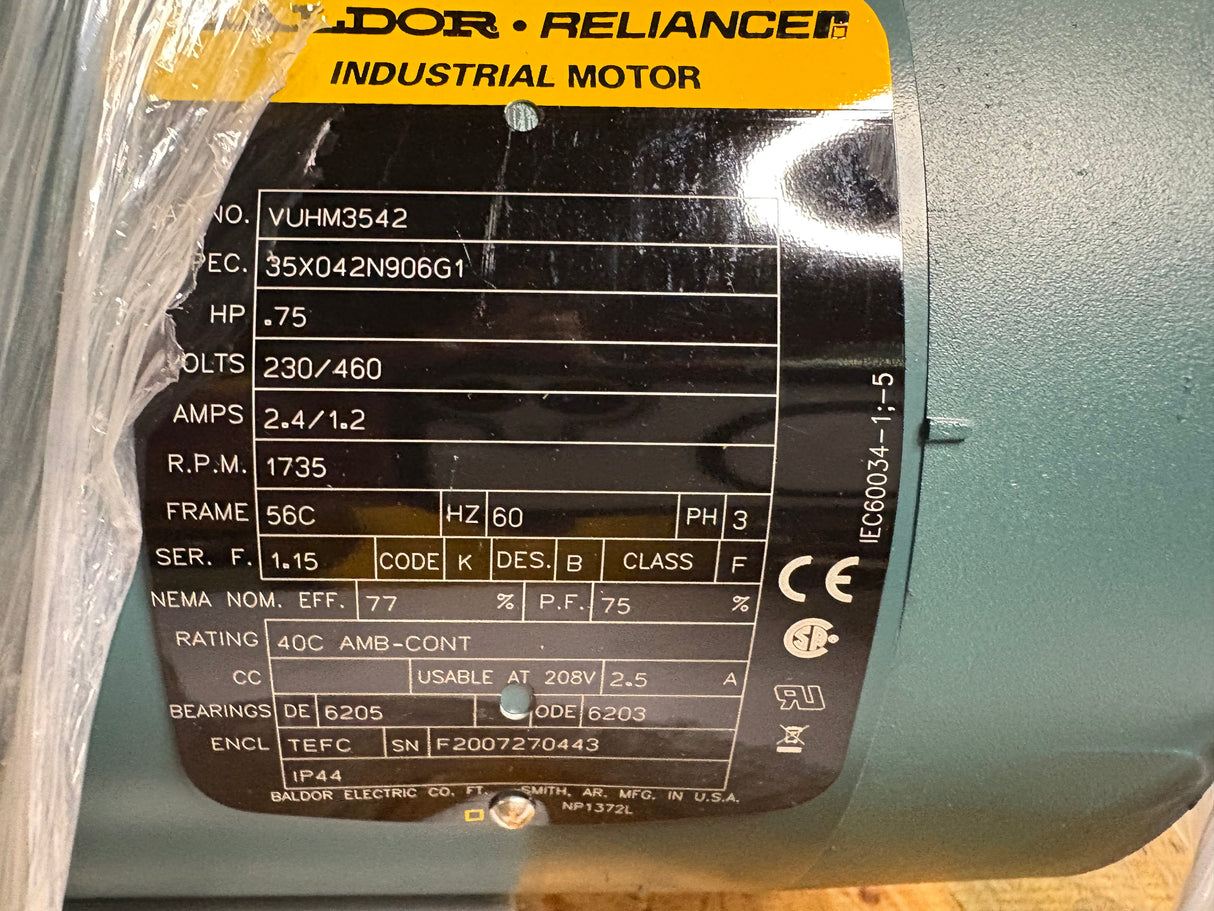 RELIANCE
INDUSTRIAL MOTOR
NO. VUHM3542
35X042N906G1
HP .75
230/460
AMPS 2.4/1.2
R.P.M. 1735
FRAME 56C HZ 60 PH 3
SER. F. 1.15 CODE K DES. B CLASS F
NEMA NOM. EFF. 77 % P.F. 75 %
RATING 40C AMB-CONT
CC USABLE AT 208V 2.5 A
BEARINGS DE 6205 ODE 6203
ENCL TEFC SN F2007270443
IP44
BALDOR ELECTRIC CO. FT. SMITH, AR. MFG. IN U.S.A.
NP1372L
IEC60034-1;-5
CE